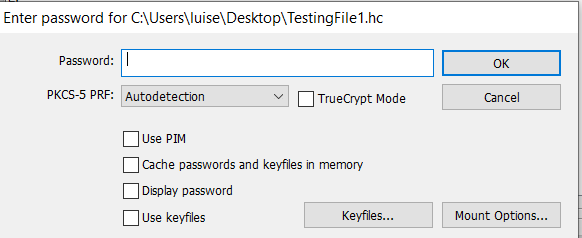 Enter password for C:\Users\luise\Desktop\TestingFile1.hc
Password:
OK
PKCS-5 PRF: Autodetection TrueCrypt Mode Cancel
Use PIM
Cache passwords and keyfiles in memory
Display password
Use keyfiles Keyfiles... Mount Options...